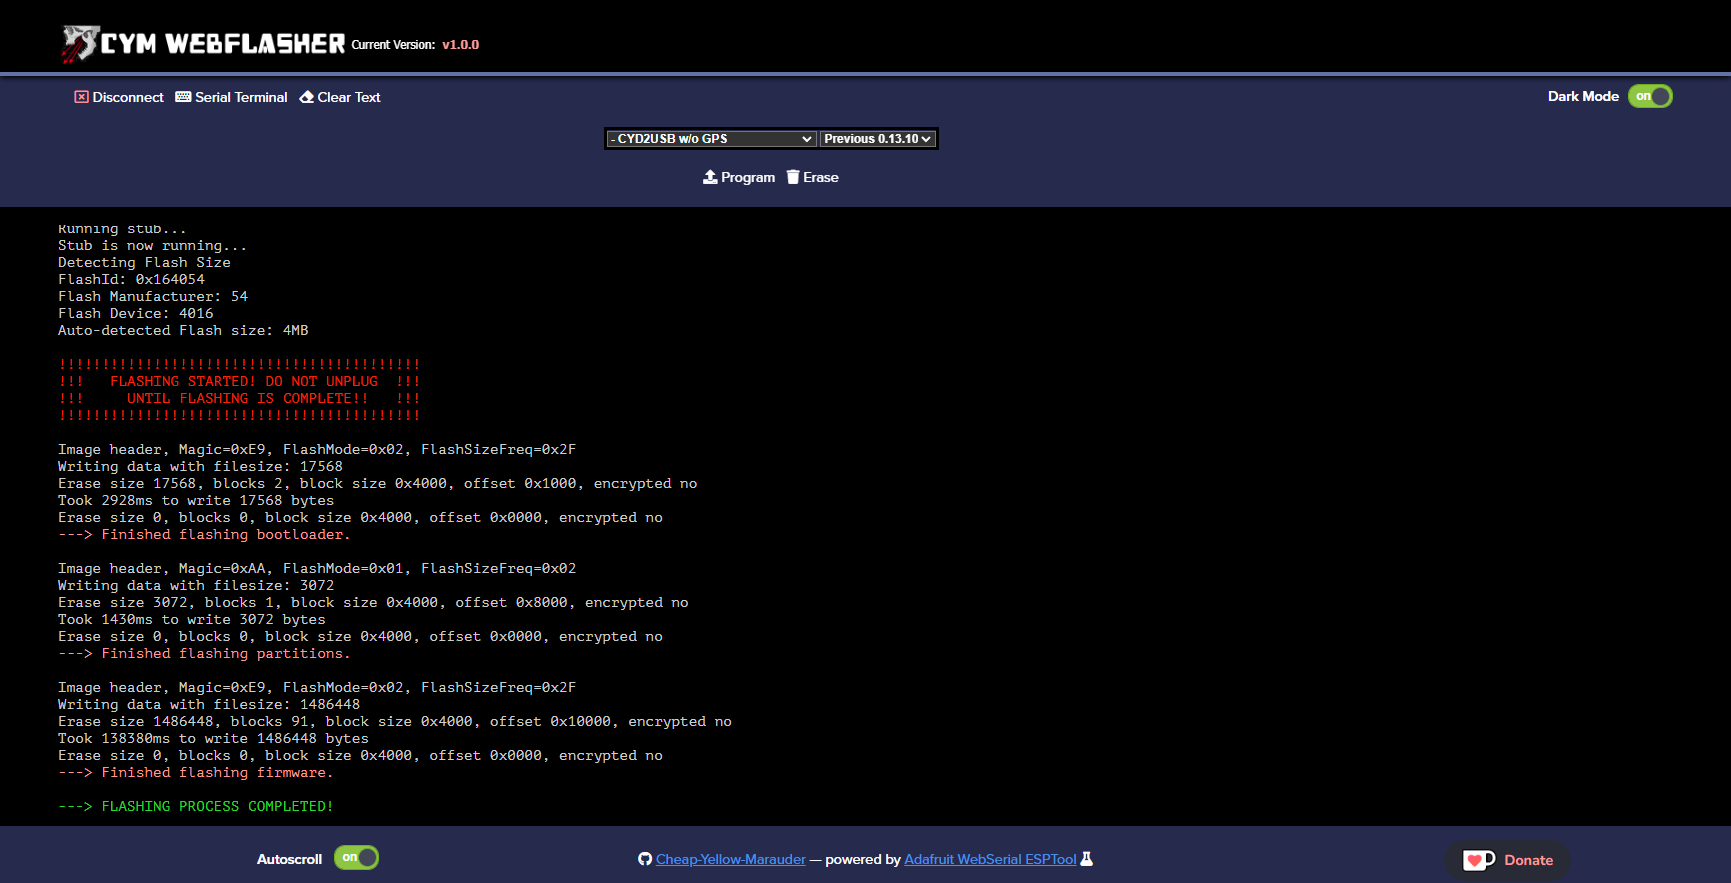 CYM WEBFLASHER Current Version: v1.0.0
Disconnect Serial Terminal Clear Text Dark Mode on
- CYD2USB w/o GPS Previous 0.13.10
Program Erase
Running stub...
Stub is now running...
Detecting Flash Size
FlashId: 0x164054
Flash Manufacturer: 54
Flash Device: 4016
Auto-detected Flash size: 4MB
!!!!!!!!!!!!!!!!!!!!!!!!!!!!!!!!!!!!!!!!!!
!!!   FLASHING STARTED! DO NOT UNPLUG  !!!
!!!     UNTIL FLASHING IS COMPLETE!!   !!!
!!!!!!!!!!!!!!!!!!!!!!!!!!!!!!!!!!!!!!!!!!
Image header, Magic=0xE9, FlashMode=0x02, FlashSizeFreq=0x2F
Writing data with filesize: 17568
Erase size 17568, blocks 2, block size 0x4000, offset 0x1000, encrypted no
Took 2928ms to write 17568 bytes
Erase size 0, blocks 0, block size 0x4000, offset 0x0000, encrypted no
---> Finished flashing bootloader.
Image header, Magic=0xAA, FlashMode=0x01, FlashSizeFreq=0x02
Writing data with filesize: 3072
Erase size 3072, blocks 1, block size 0x4000, offset 0x8000, encrypted no
Took 1430ms to write 3072 bytes
Erase size 0, blocks 0, block size 0x4000, offset 0x0000, encrypted no
---> Finished flashing partitions.
Image header, Magic=0xE9, FlashMode=0x02, FlashSizeFreq=0x2F
Writing data with filesize: 1486448
Erase size 1486448, blocks 91, block size 0x4000, offset 0x10000, encrypted no
Took 138380ms to write 1486448 bytes
Erase size 0, blocks 0, block size 0x4000, offset 0x0000, encrypted no
---> Finished flashing firmware.
---> FLASHING PROCESS COMPLETED!
Autoscroll on Cheap-Yellow-Marauder — powered by Adafruit WebSerial ESPTool Donate